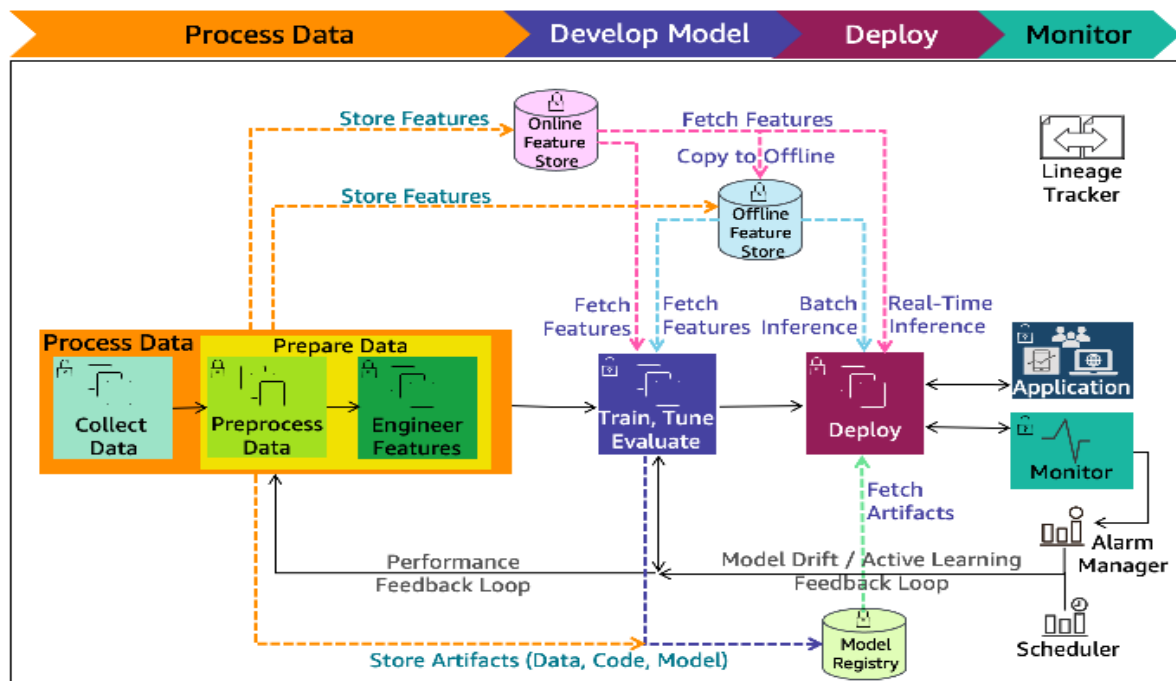 Process Data
Develop Model
Deploy
Monitor
Store Features
Online
Feature
Store
Fetch Features
Copy to Offline
Lineage
Tracker
Store Features
Offline
Feature
Store
Fetch
Features
Fetch
Features
Batch
Inference
Real-Time
Inference
Process Data
Prepare Data
Collect
Data
Preprocess
Data
Engineer
Features
Train, Tune
Evaluate
Deploy
Application
Monitor
Fetch
Artifacts
Performance
Feedback Loop
Model Drift / Active Learning
Feedback Loop
Alarm
Manager
Scheduler
Model
Registry
Store Artifacts (Data, Code, Model)